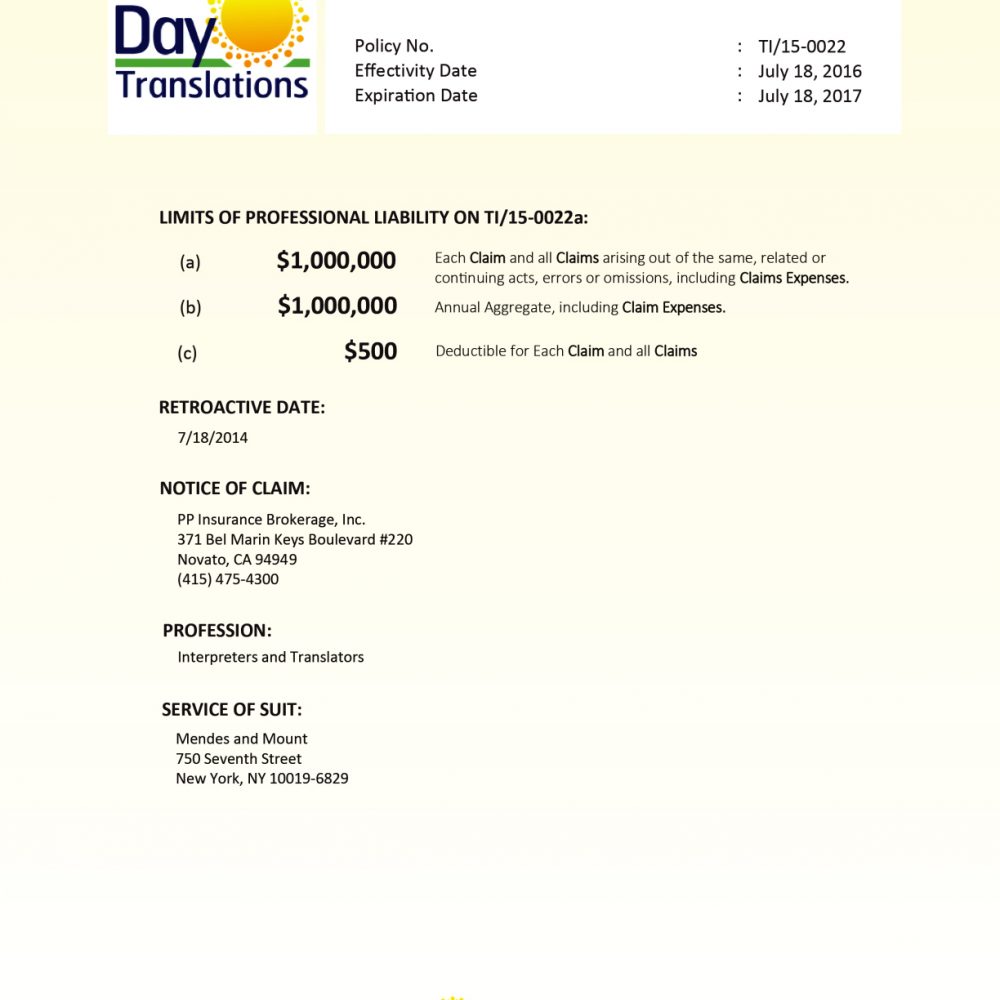 Day
Translations
Policy No. : TI/15-0022
Effectivity Date : July 18, 2016
Expiration Date : July 18, 2017
LIMITS OF PROFESSIONAL LIABILITY ON TI/15-0022a:
(a) $1,000,000 Each Claim and all Claims arising out of the same, related or
continuing acts, errors or omissions, including Claims Expenses.
(b) $1,000,000 Annual Aggregate, including Claim Expenses.
(c) $500 Deductible for Each Claim and all Claims
RETROACTIVE DATE:
7/18/2014
NOTICE OF CLAIM:
PP Insurance Brokerage, Inc.
371 Bel Marin Keys Boulevard #220
Novato, CA 94949
(415) 475-4300
PROFESSION:
Interpreters and Translators
SERVICE OF SUIT:
Mendes and Mount
750 Seventh Street
New York, NY 10019-6829